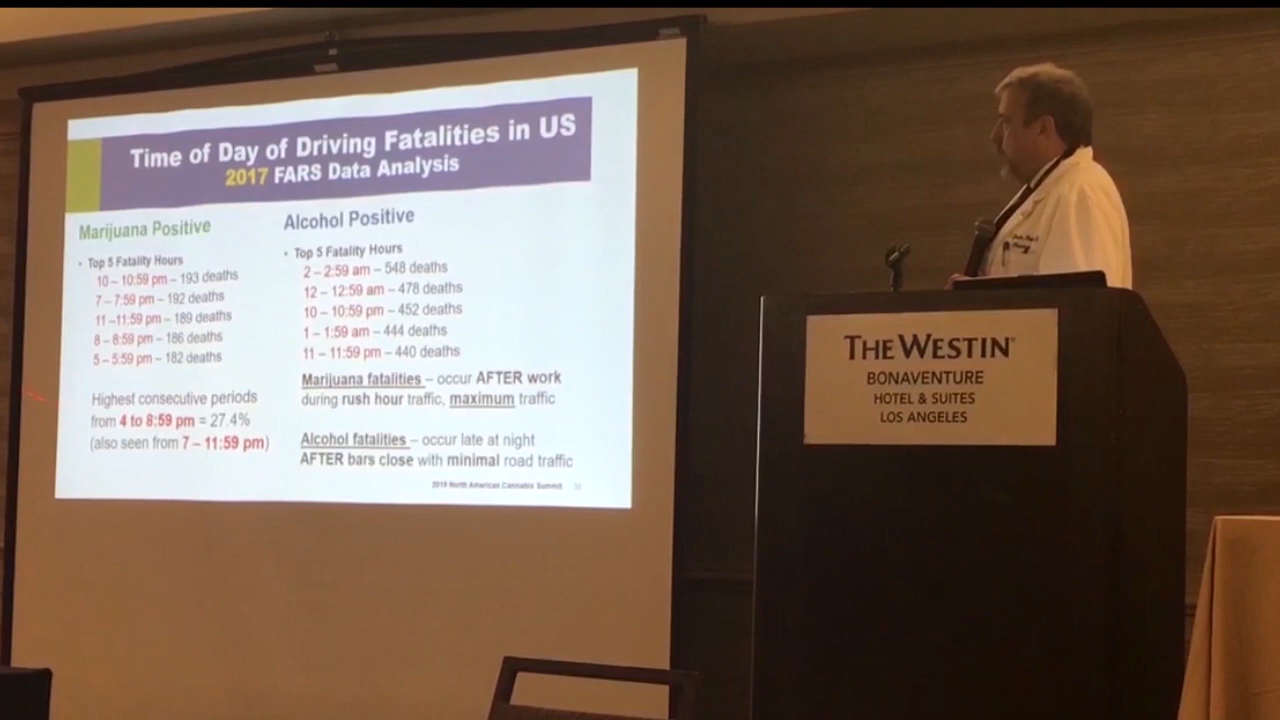 Time of Day of Driving Fatalities in US
2017 FARS Data Analysis
Marijuana Positive
• Top 5 Fatality Hours
10 – 10:59 pm – 193 deaths
7 – 7:59 pm – 192 deaths
11 –11:59 pm – 189 deaths
8 – 8:59 pm – 186 deaths
5 – 5:59 pm – 182 deaths
Highest consecutive periods
from 4 to 8:59 pm = 27.4%
(also seen from 7 – 11:59 pm)
Alcohol Positive
• Top 5 Fatality Hours
2 – 2:59 am – 548 deaths
12 – 12:59 am – 478 deaths
10 – 10:59 pm – 452 deaths
1 – 1:59 am – 444 deaths
11 – 11:59 pm – 440 deaths
Marijuana fatalities – occur AFTER work
during rush hour traffic, maximum traffic
Alcohol fatalities – occur late at night
AFTER bars close with minimal road traffic
2019 North American Cannabis Summit
THE WESTIN
BONAVENTURE
HOTEL & SUITES
LOS ANGELES